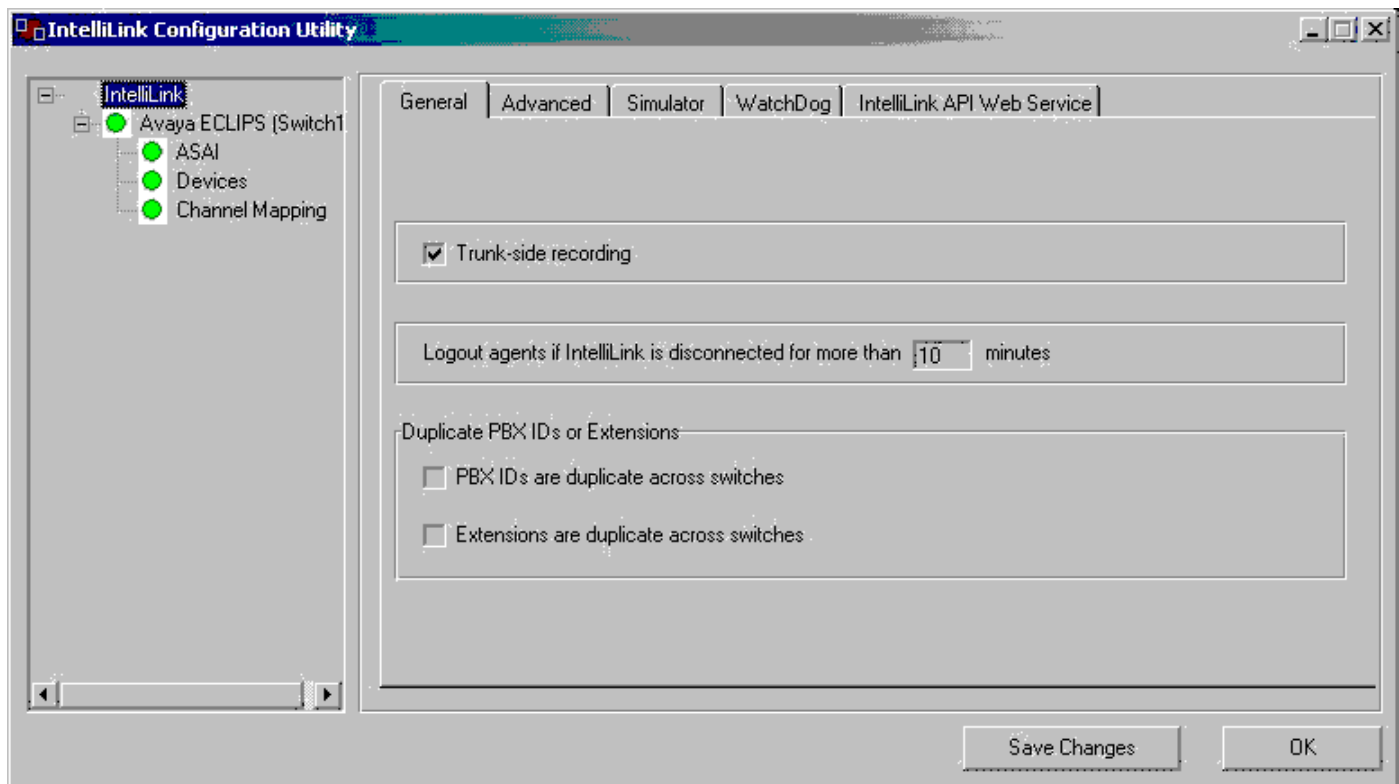 IntelliLink Configuration Utility
IntelliLink
Avaya ECLIPS (Switch1
ASAI
Devices
Channel Mapping
General Advanced Simulator WatchDog IntelliLink API Web Service
Trunk-side recording
Logout agents if IntelliLink is disconnected for more than 10 minutes
Duplicate PBX IDs or Extensions
PBX IDs are duplicate across switches
Extensions are duplicate across switches
Save Changes OK